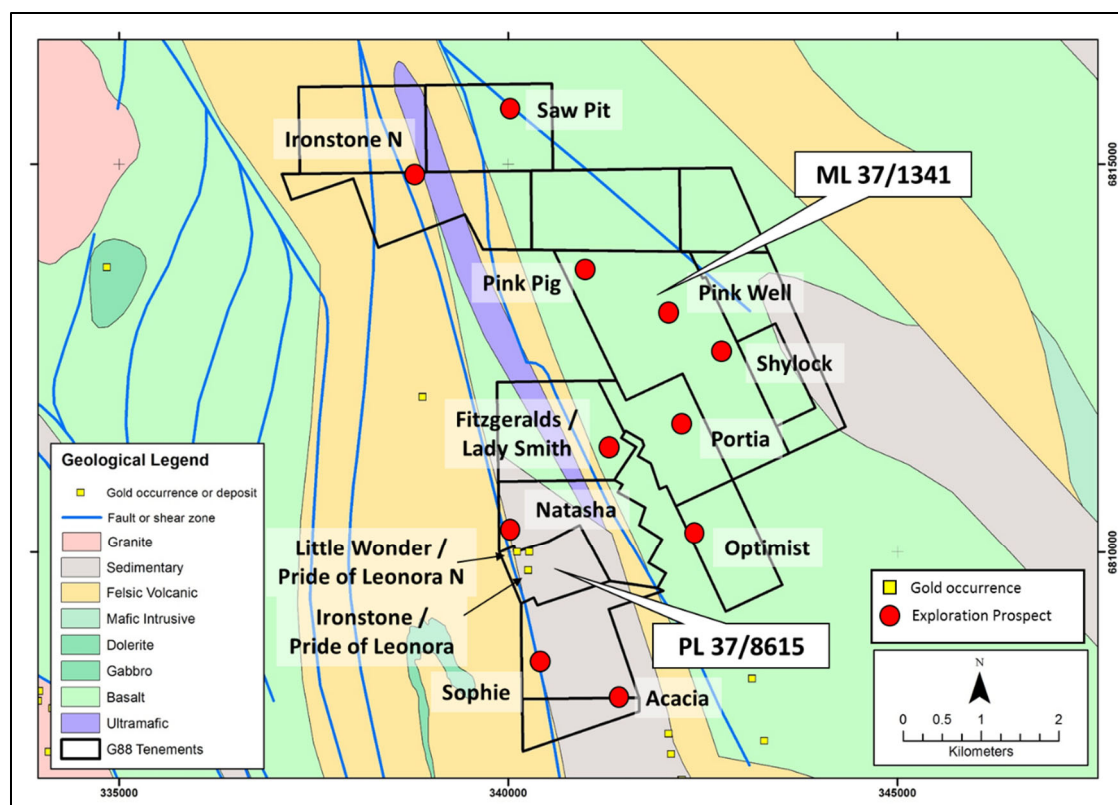 335000
340000
345000
Saw Pit
Ironstone N
6815000
ML 37/1341
Pink Pig
Pink Well
Shylock
Fitzgeralds /
Lady Smith
Portia
Natasha
Optimist
Little Wonder /
Pride of Leonora N
6810000
Ironstone /
Pride of Leonora
PL 37/8615
Sophie
Acacia
Geological Legend
Gold occurrence or deposit
Fault or shear zone
Granite
Sedimentary
Felsic Volcanic
Mafic Intrusive
Dolerite
Gabbro
Basalt
Ultramafic
G88 Tenements
Gold occurrence
Exploration Prospect
N
0 0.5 1 2
Kilometers
335000
340000
345000